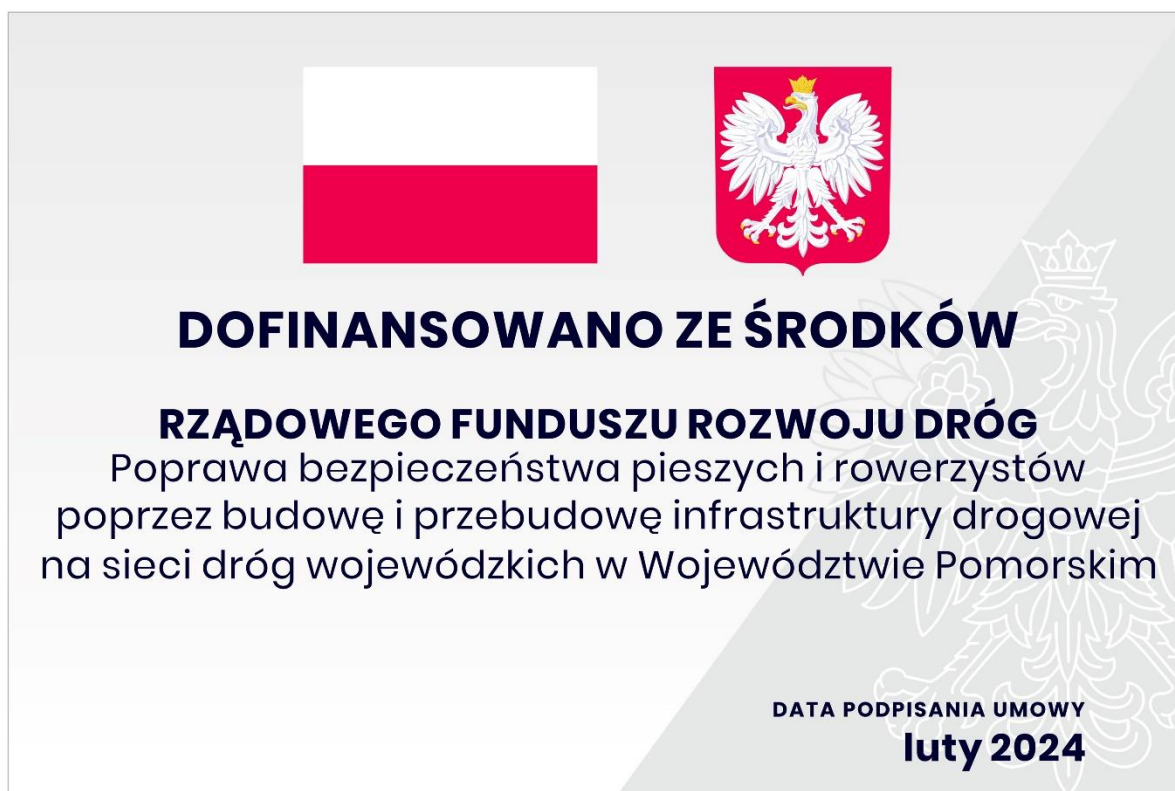 DOFINANSOWANO ZE ŚRODKÓW
RZĄDOWEGO FUNDUSZU ROZWOJU DRÓG
Poprawa bezpieczeństwa pieszych i rowerzystów
poprzez budowę i przebudowę infrastruktury drogowej
na sieci dróg wojewódzkich w Województwie Pomorskim
DATA PODPISANIA UMOWY
luty 2024